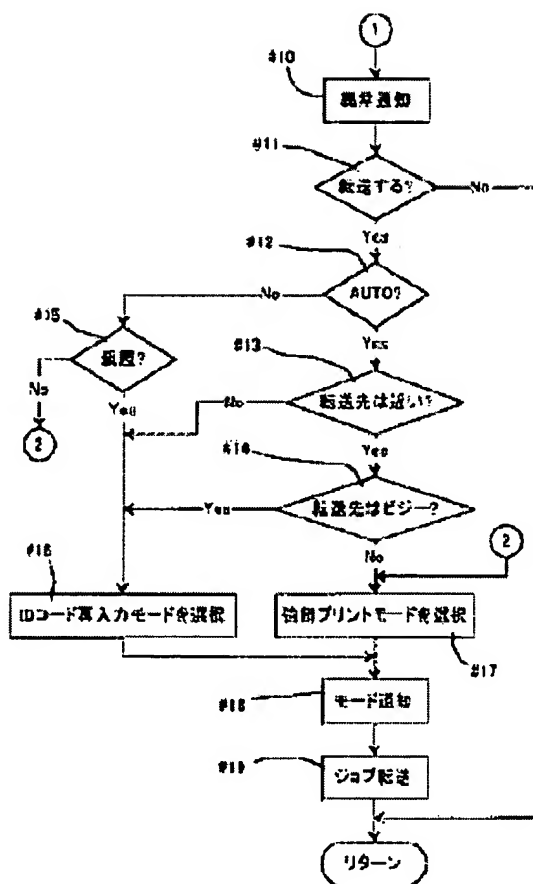 1
#10
異常通知
#11
転送する?
No
Yes
#12
AUTO?
No
Yes
#15
#13
No
Yes
転送先は近い?
No
Yes
#14
転送先はビジー?
Yes
No
2
2
#16
IDコード再入力モードを選択
強制プリントモードを選択
#17
#18
モード通知
#19
ジョブ転送
リターン